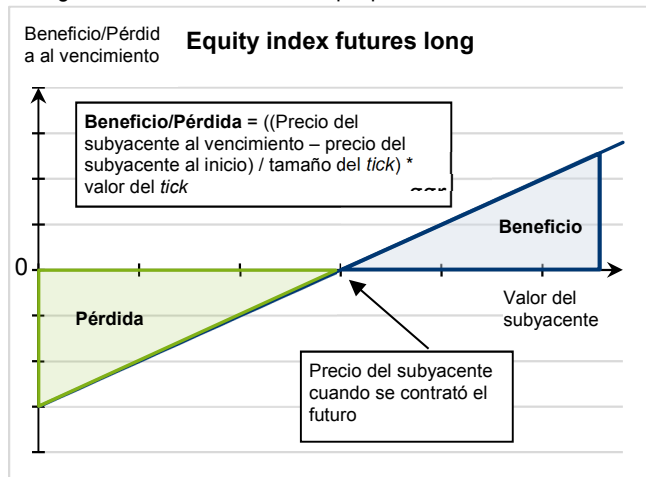 Beneficio/Pérdid
a al vencimiento
Equity index futures long
Beneficio/Pérdida = ((Precio del
subyacente al vencimiento – precio del
subyacente al inicio) / tamaño del tick) *
valor del tick
Beneficio
0
Pérdida
Valor del
subyacente
Precio del subyacente
cuando se contrató el
futuro